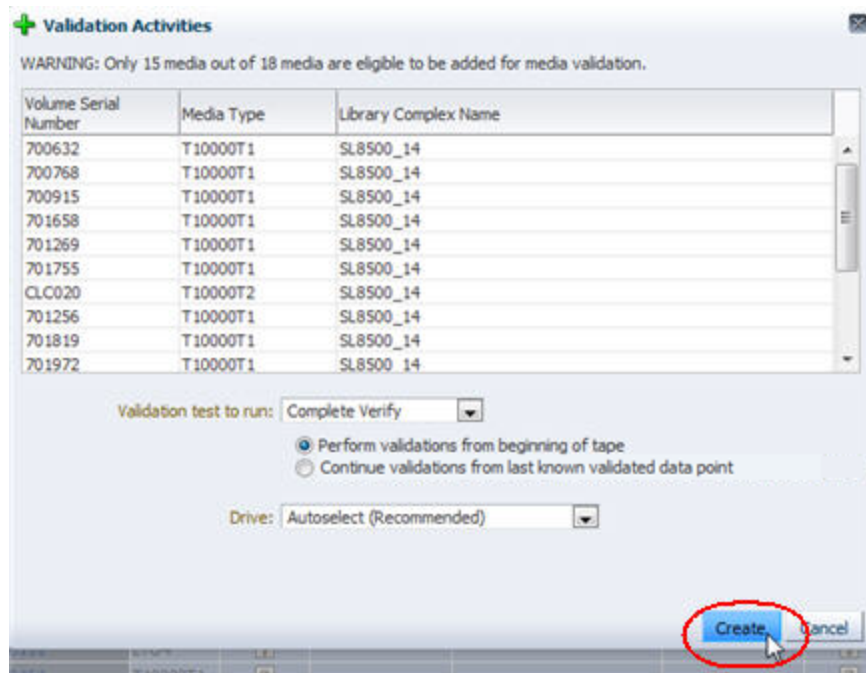 Validation Activities
WARNING: Only 15 media out of 18 media are eligible to be added for media validation.
Volume Serial Number Media Type Library Complex Name
700632 T10000T1 SL8500_14
700768 T10000T1 SL8500_14
700915 T10000T1 SL8500_14
701658 T10000T1 SL8500_14
701269 T10000T1 SL8500_14
701755 T10000T1 SL8500_14
CLC020 T10000T2 SL8500_14
701256 T10000T1 SL8500_14
701819 T10000T1 SL8500_14
701972 T10000T1 SL8500_14
Validation test to run: Complete Verify
Perform validations from beginning of tape
Continue validations from last known validated data point
Drive: Autoselect (Recommended)
Create Cancel